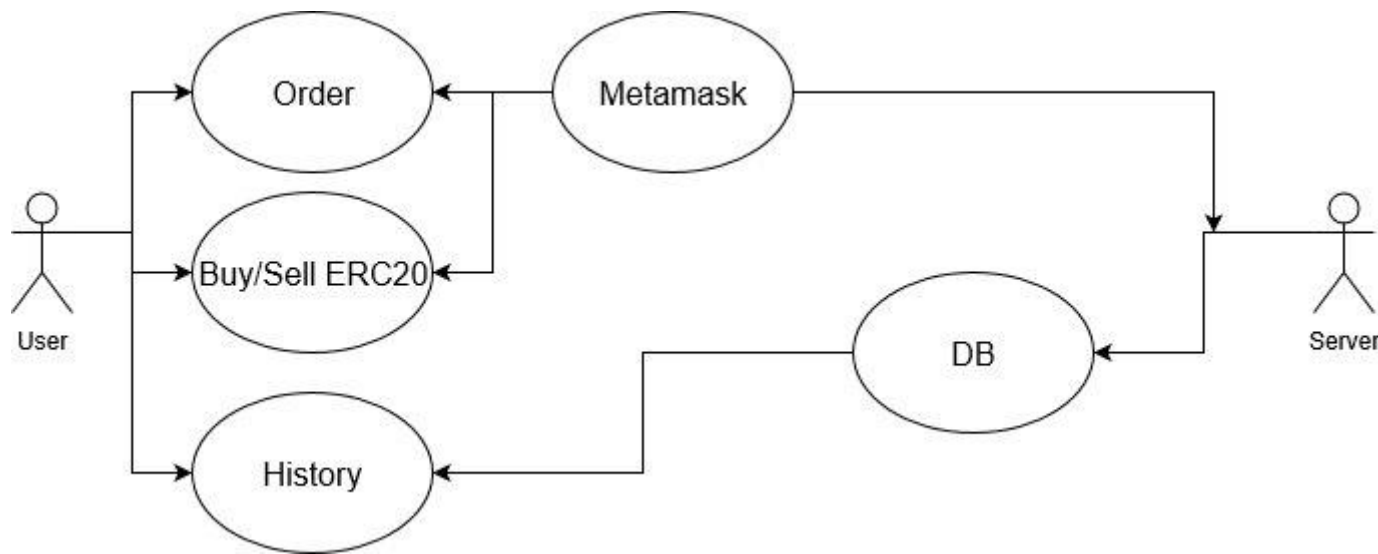 Order
Metamask
Buy/Sell ERC20
User
Server
DB
History